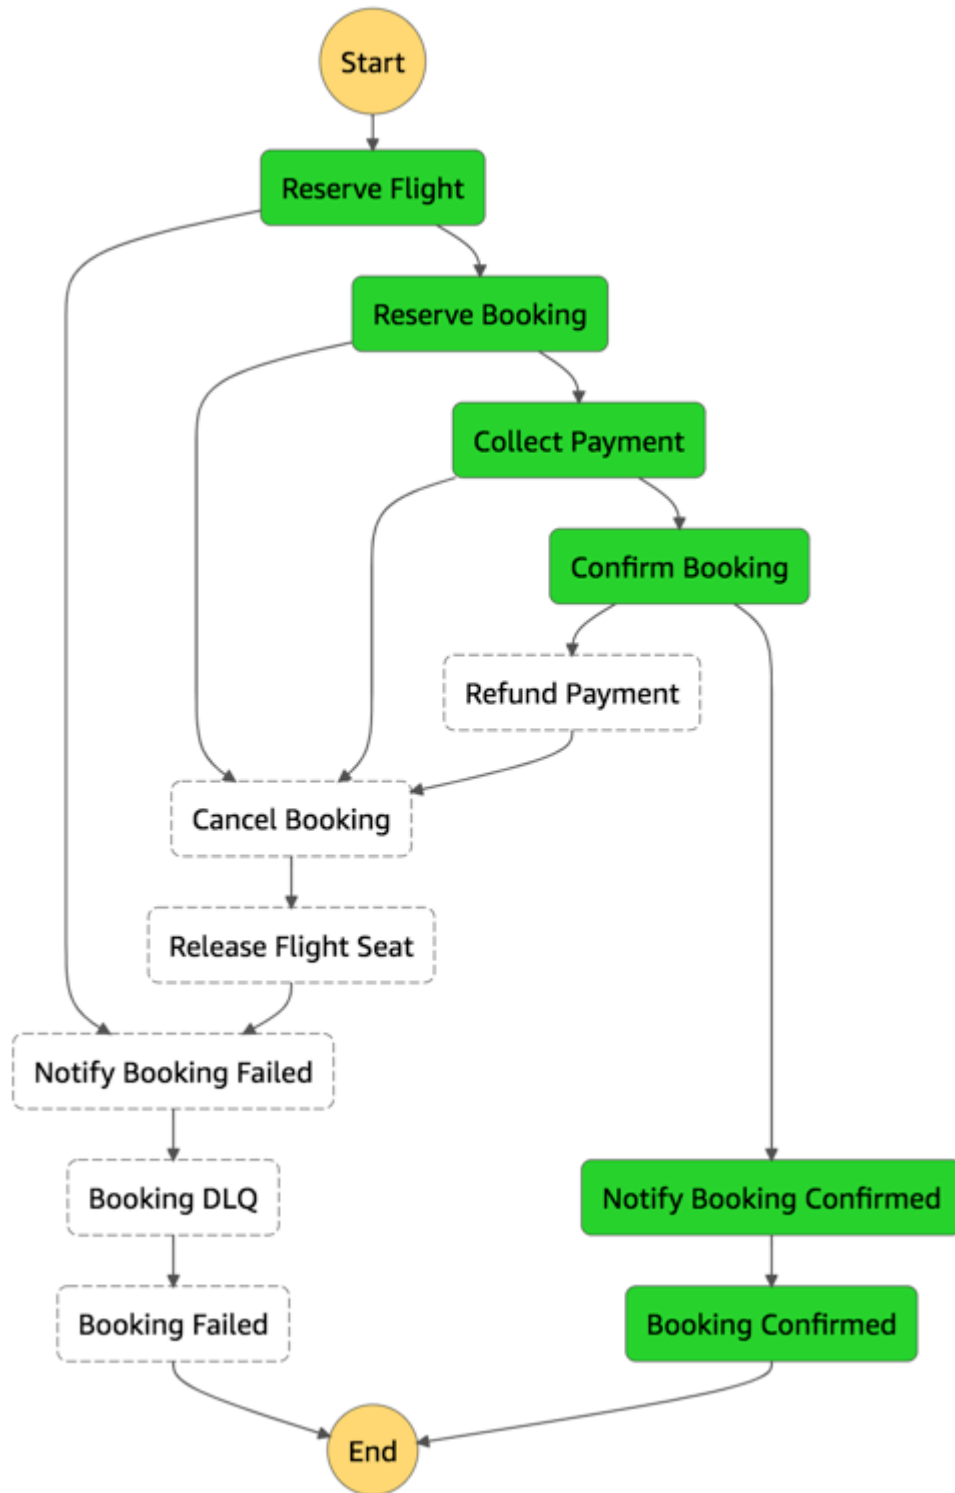 Start
Reserve Flight
Reserve Booking
Collect Payment
Confirm Booking
Refund Payment
Cancel Booking
Release Flight Seat
Notify Booking Failed
Booking DLQ
Notify Booking Confirmed
Booking Failed
Booking Confirmed
End